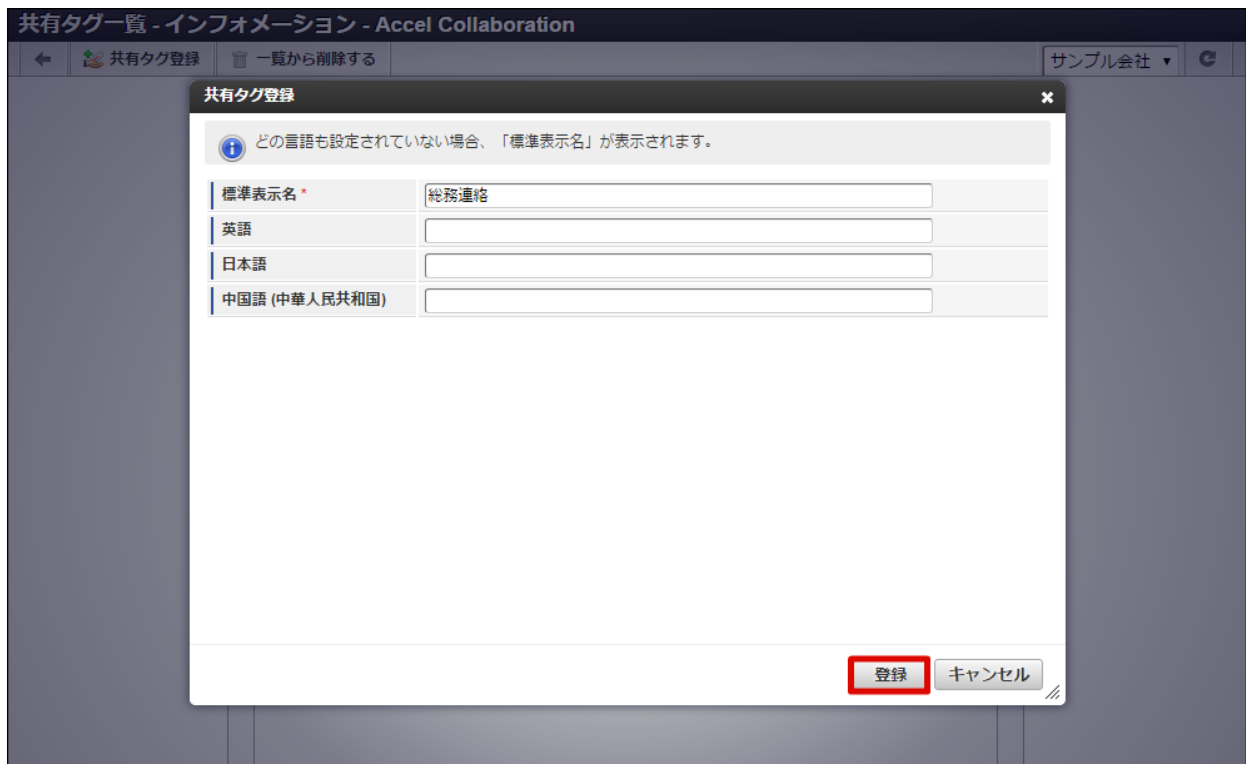 共有タグ一覧 - インフォメーション - Accel Collaboration
共有タグ登録 一覧から削除する サンプル会社
共有タグ登録
どの言語も設定されていない場合、「標準表示名」が表示されます。
標準表示名 * 総務連絡
英語
日本語
中国語 (中華人民共和国)
登録 キャンセル